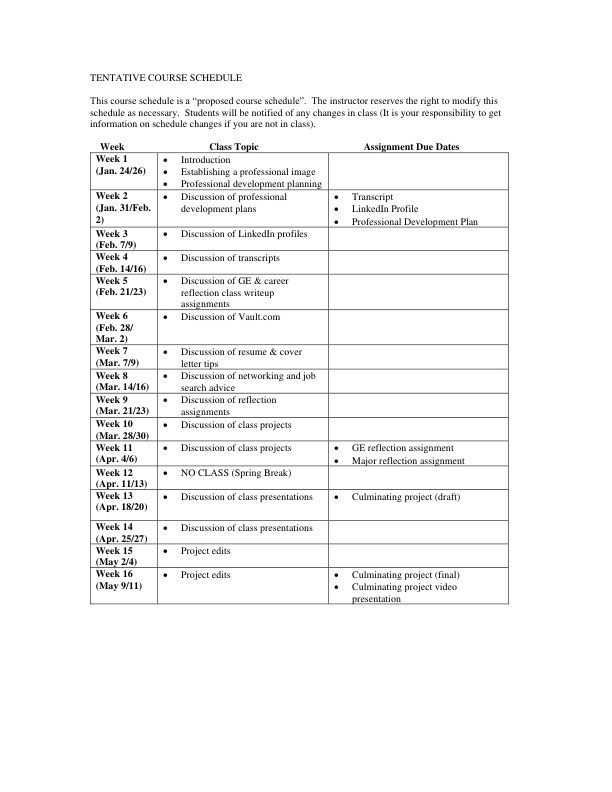 TENTATIVE COURSE SCHEDULE
This course schedule is a “proposed course schedule”.  The instructor reserves the right to modify this
schedule as necessary.  Students will be notified of any changes in class (It is your responsibility to get
information on schedule changes if you are not in class).
Week Class Topic Assignment Due Dates
Week 1
(Jan. 24/26)
• Introduction
• Establishing a professional image
• Professional development planning
Week 2
(Jan. 31/Feb.
2)
• Discussion of professional
development plans
• Transcript
• LinkedIn Profile
• Professional Development Plan
Week 3
(Feb. 7/9)
• Discussion of LinkedIn profiles
Week 4
(Feb. 14/16)
• Discussion of transcripts
Week 5
(Feb. 21/23)
• Discussion of GE & career
reflection class writeup
assignments
Week 6
(Feb. 28/
Mar. 2)
• Discussion of Vault.com
Week 7
(Mar. 7/9)
• Discussion of resume & cover
letter tips
Week 8
(Mar. 14/16)
• Discussion of networking and job
search advice
Week 9
(Mar. 21/23)
• Discussion of reflection
assignments
Week 10
(Mar. 28/30)
• Discussion of class projects
Week 11
(Apr. 4/6)
• Discussion of class projects
• GE reflection assignment
• Major reflection assignment
Week 12
(Apr. 11/13)
• NO CLASS (Spring Break)
Week 13
(Apr. 18/20)
• Discussion of class presentations
• Culminating project (draft)
Week 14
(Apr. 25/27)
• Discussion of class presentations
Week 15
(May 2/4)
• Project edits
Week 16
(May 9/11)
• Project edits
• Culminating project (final)
• Culminating project video
presentation